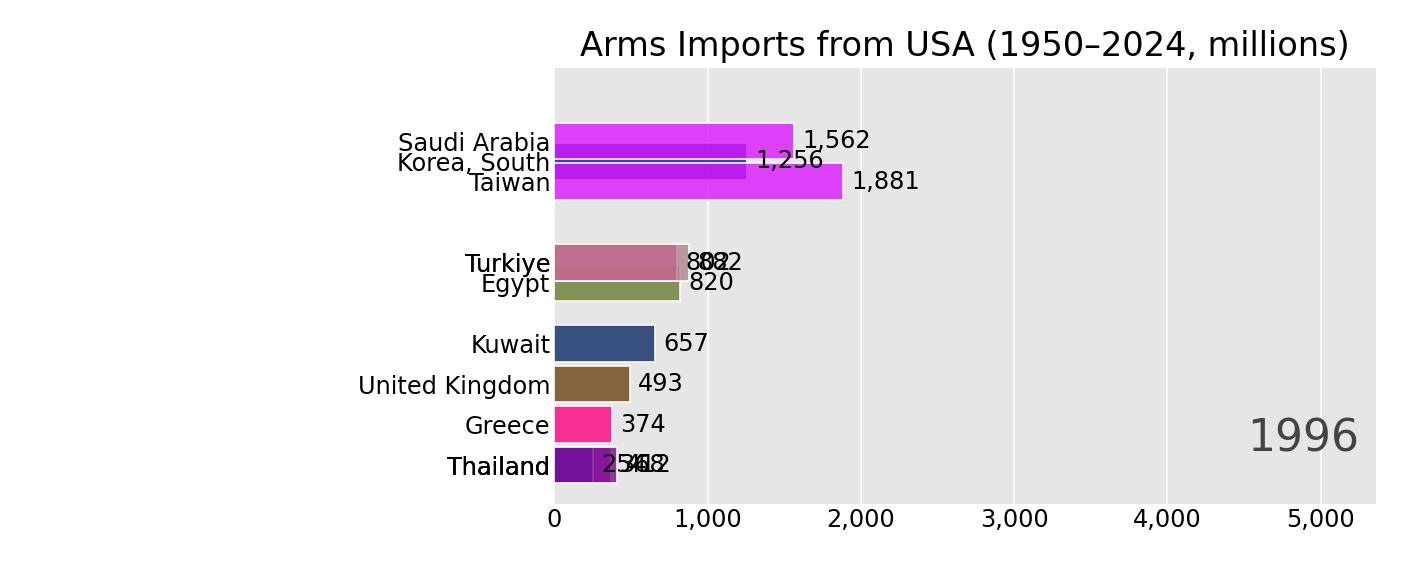 Arms Imports from USA (1950–2024, millions)
Saudi Arabia 1,562
Korea, South 1,256
Taiwan 1,881
Turkiye 882
Egypt 820
Kuwait 657
United Kingdom 493
Greece 374
1996
Thailand
0 1,000 2,000 3,000 4,000 5,000